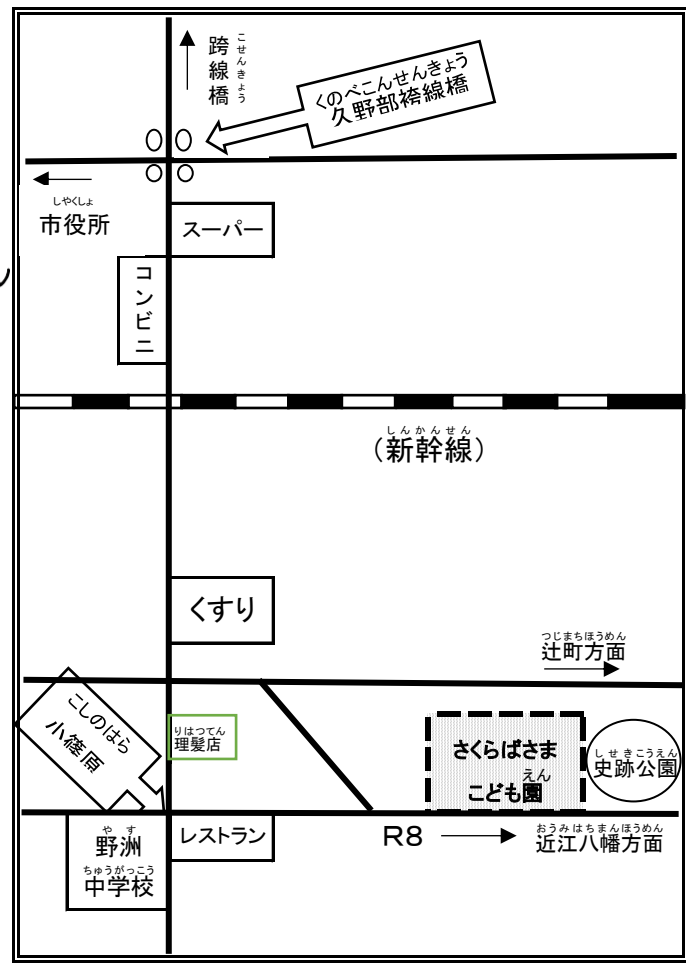 跨線橋
こせんきょう
くのべこんせんきょう
久野部袴線橋
しやくしょ
市役所
スーパー
コンビニ
しんかんせん
(新幹線)
くすり
つじまちほうめん
辻町方面
こしのはら
小篠原
りはつてん
理髪店
さくらばさま
えん
こども園
しせきこうえん
史跡公園
やす
野洲
ちゅうがっこう
中学校
レストラン
R8
おうみはちまんほうめん
近江八幡方面